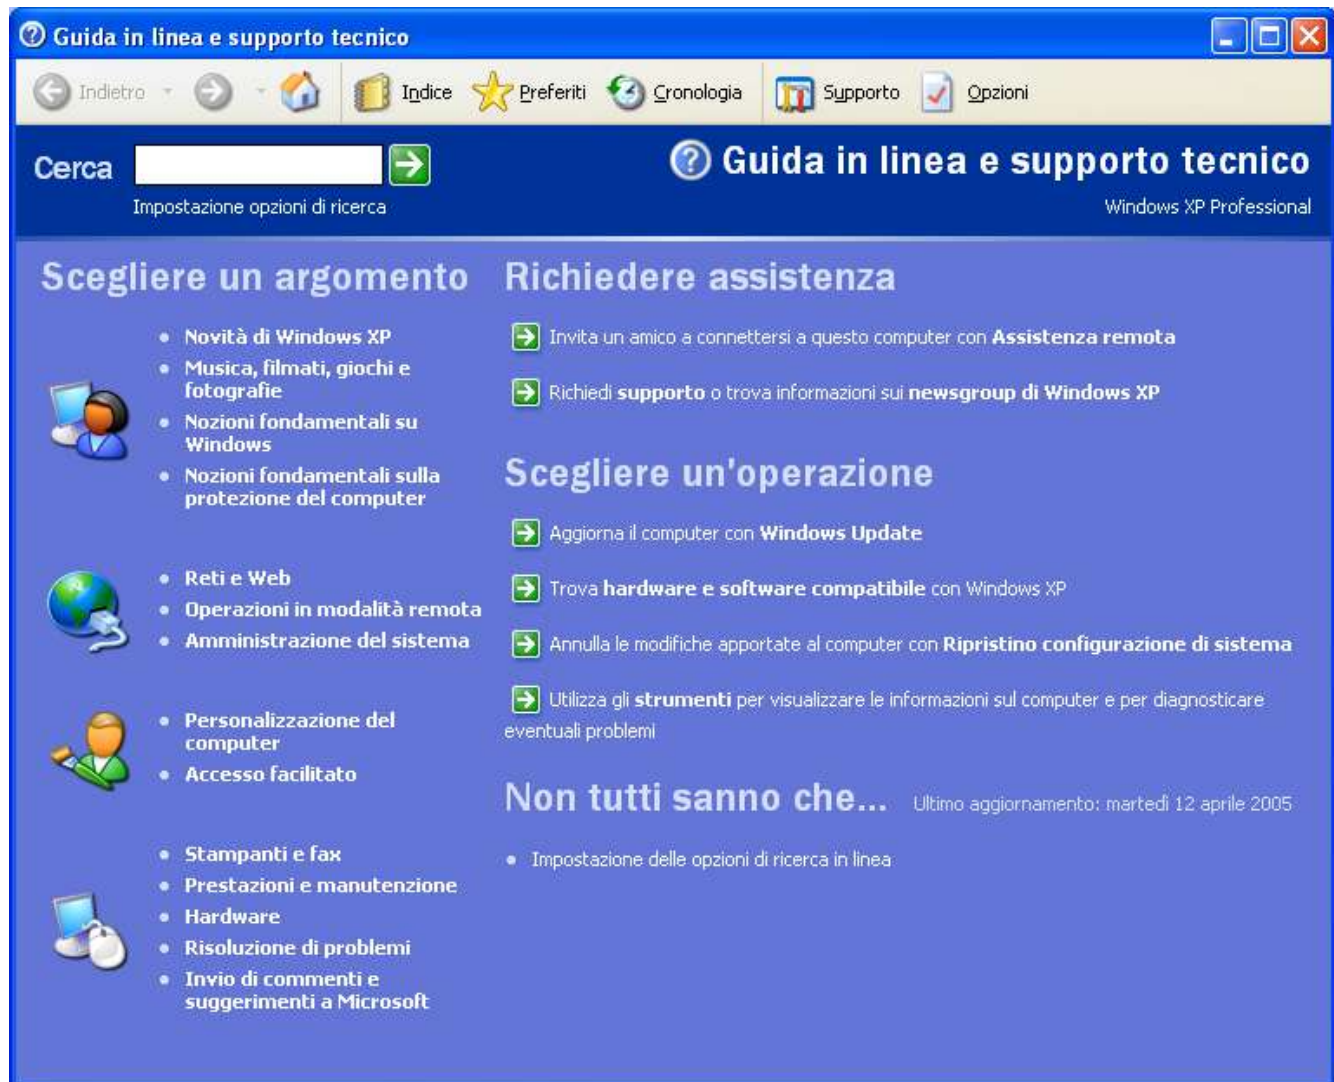 Guida in linea e supporto tecnico
Indietro Indice Preferiti Cronologia Supporto Opzioni
Cerca
Impostazione opzioni di ricerca
Guida in linea e supporto tecnico
Windows XP Professional
Scegliere un argomento
Novità di Windows XP
Musica, filmati, giochi e
fotografie
Nozioni fondamentali su
Windows
Nozioni fondamentali sulla
protezione del computer
Reti e Web
Operazioni in modalità remota
Amministrazione del sistema
Personalizzazione del
computer
Accesso facilitato
Stampanti e fax
Prestazioni e manutenzione
Hardware
Risoluzione di problemi
Invio di commenti e
suggerimenti a Microsoft
Richiedere assistenza
Invita un amico a connettersi a questo computer con Assistenza remota
Richiedi supporto o trova informazioni sui newsgroup di Windows XP
Scegliere un'operazione
Aggiorna il computer con Windows Update
Trova hardware e software compatibile con Windows XP
Annulla le modifiche apportate al computer con Ripristino configurazione di sistema
Utilizza gli strumenti per visualizzare le informazioni sul computer e per diagnosticare
eventuali problemi
Non tutti sanno che... Ultimo aggiornamento: martedì 12 aprile 2005
Impostazione delle opzioni di ricerca in linea